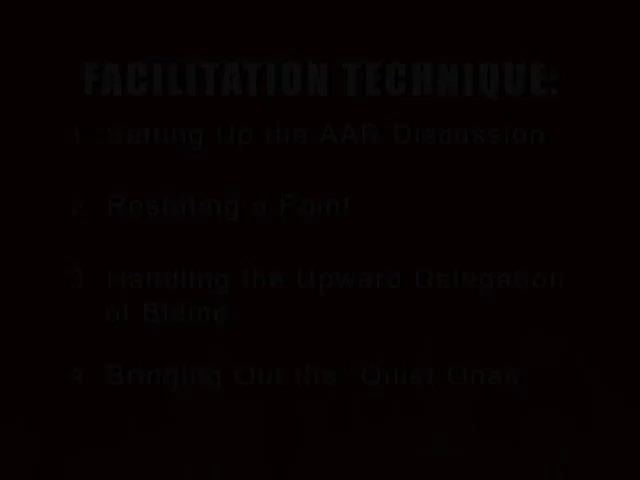 FACILITATION TECHNIQUE:
1. Setting Up the AAR Discussion
2. Restating a Point
3. Handling the Upward Delegation
of Blame
4. Bringing Out the "Quiet Ones"